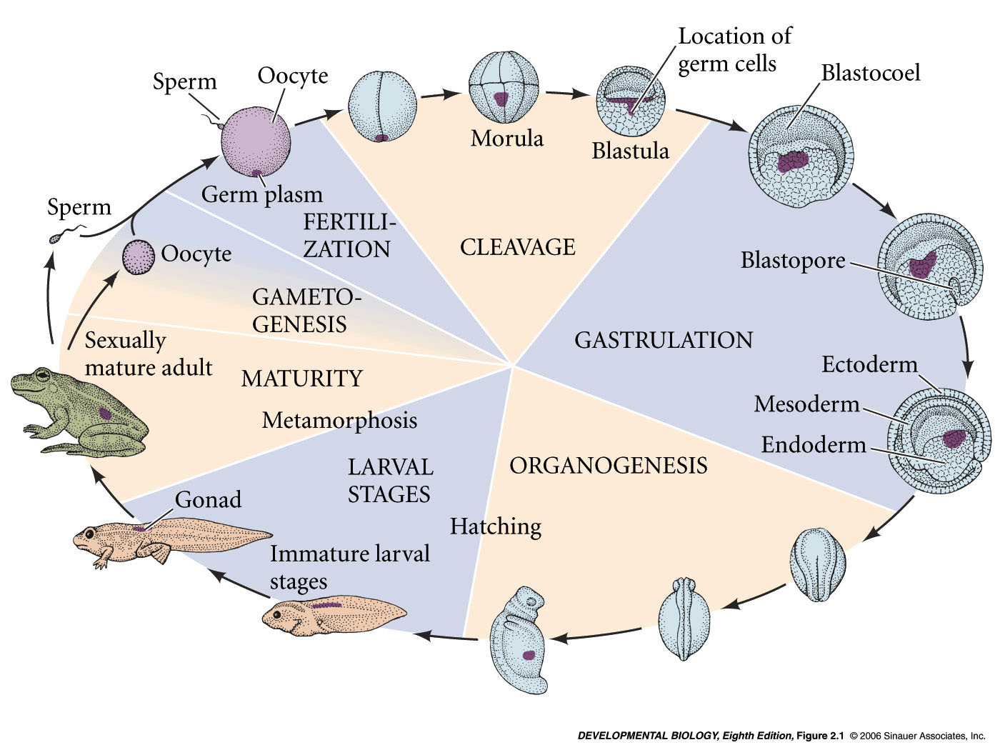 Location of
germ cells
Blastocoel
Sperm
Oocyte
Morula
Blastula
Germ plasm
Sperm
Oocyte
FERTILI-
ZATION
CLEAVAGE
Blastopore
GAMETO-
GENESIS
GASTRULATION
Sexually
mature adult
MATURITY
Metamorphosis
Ectoderm
Mesoderm
Endoderm
LARVAL
STAGES
ORGANOGENESIS
Gonad
Hatching
Immature larval
stages
DEVELOPMENTAL BIOLOGY, Eighth Edition, Figure 2.1 © 2006 Sinauer Associates, Inc.